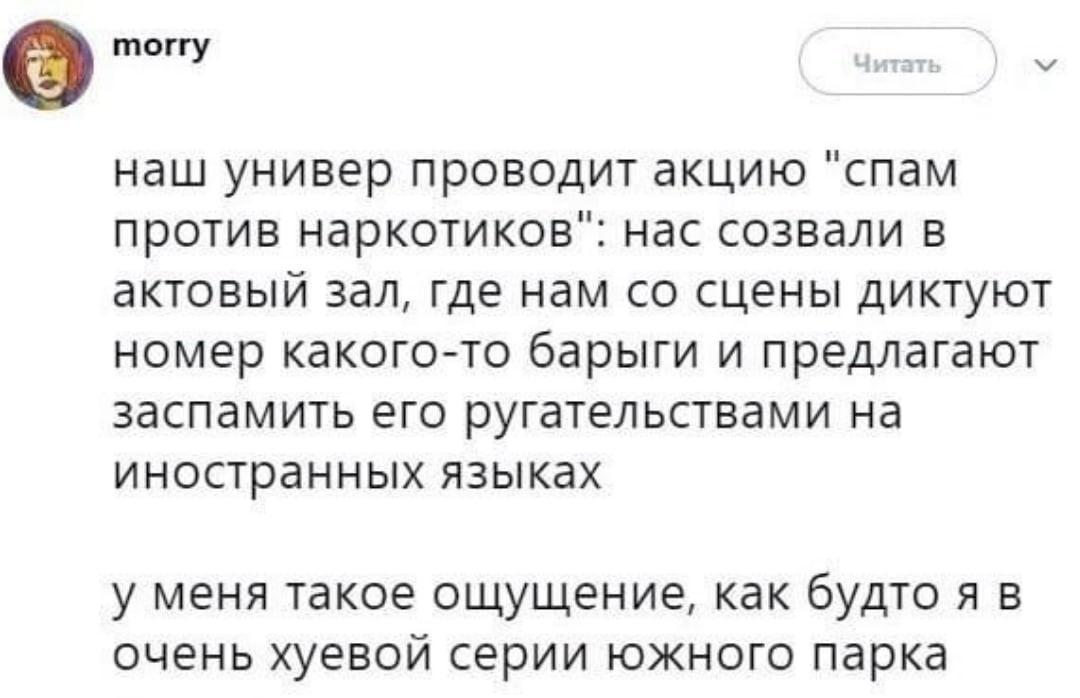 morry
Читать
наш универ проводит акцию "спам
против наркотиков": нас созвали в
актовый зал, где нам со сцены диктуют
номер какого-то барыги и предлагают
заспамить его ругательствами на
иностранных языках
у меня такое ощущение, как будто я в
очень хуевой серии южного парка